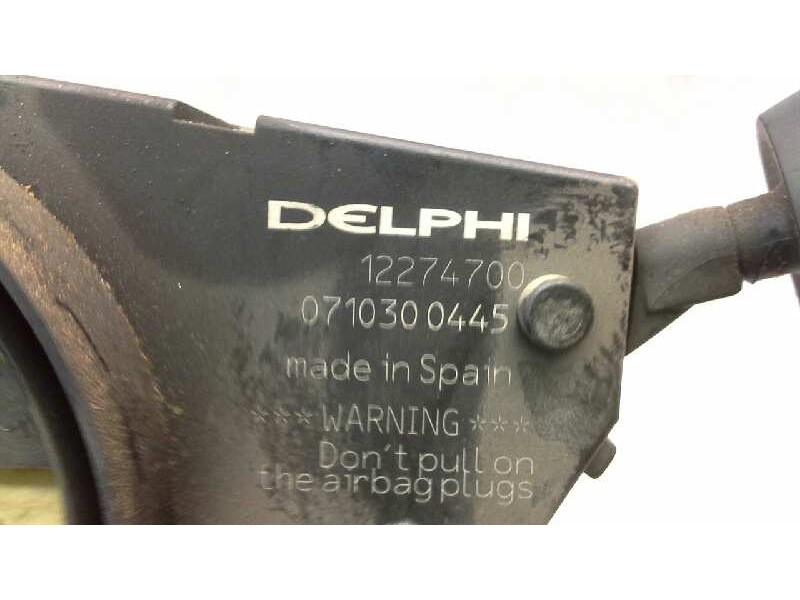 DELPHI
12274700
0710300445
made in Spain
***WARNING***
Don't pull on
the airbag plugs